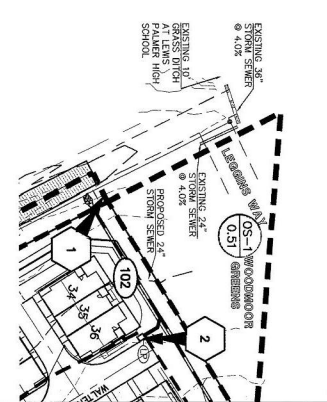 EXISTING 36"
STORM SEWER
@ 4.0%
EXISTING 10'
GRASS DITCH
AT LEWIS
PALMER HIGH
SCHOOL
LEGGINS WAY
OS-1
0.51
WOODMOOR
GREENS
EXISTING 24"
STORM SEWER
@ 4.0%
PROPOSED 24"
STORM SEWER
1
102
2
34
35
36
LP